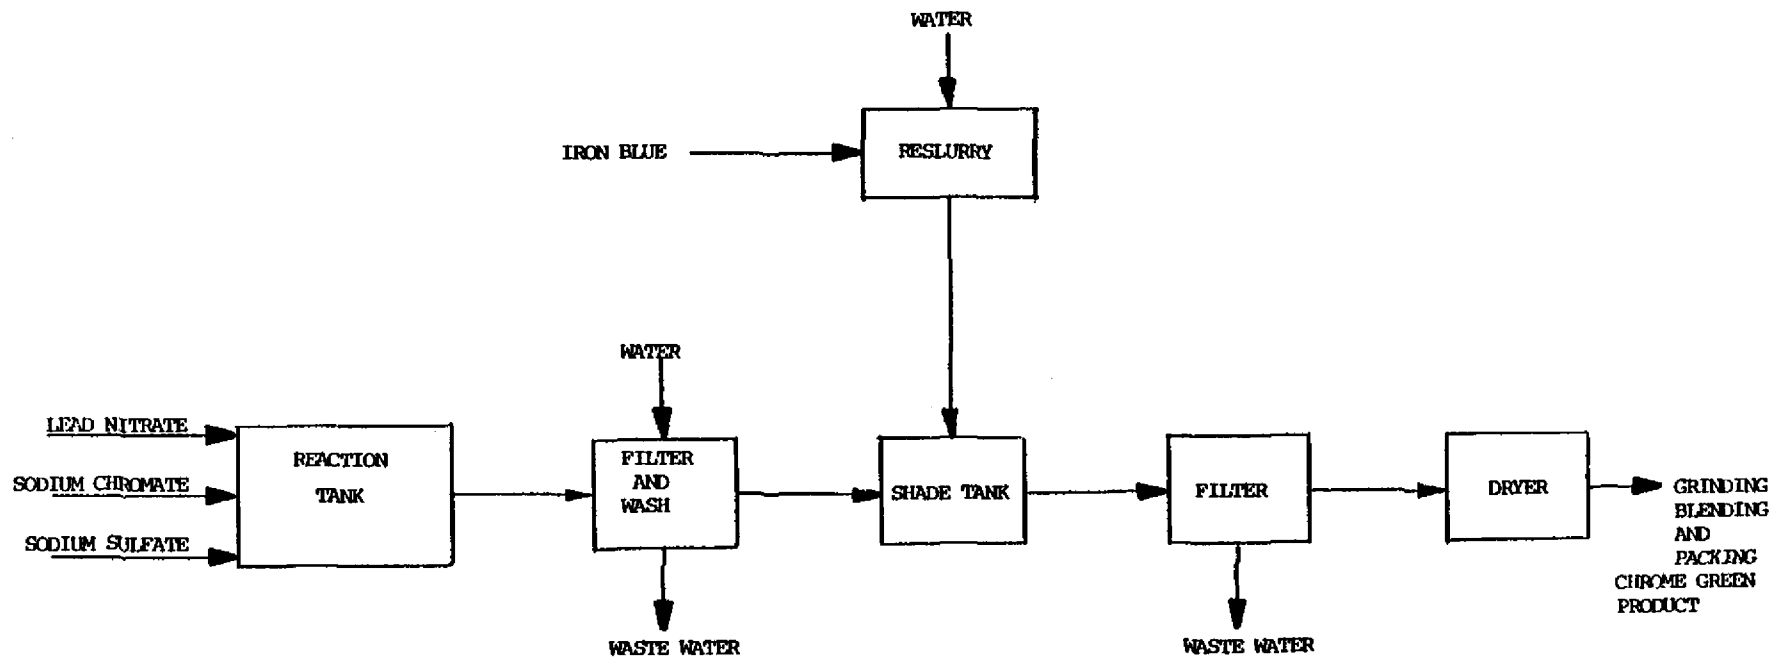 WATER
IRON BLUE
RESLURRY
WATER
LEAD NITRATE
SODIUM CHROMATE
SODIUM SULFATE
REACTION
TANK
FILTER
AND
WASH
SHADE TANK
FILTER
DRYER
GRINDING
BLENDING
AND
PACKING
CHROME GREEN
PRODUCT
WASTE WATER
WASTE WATER